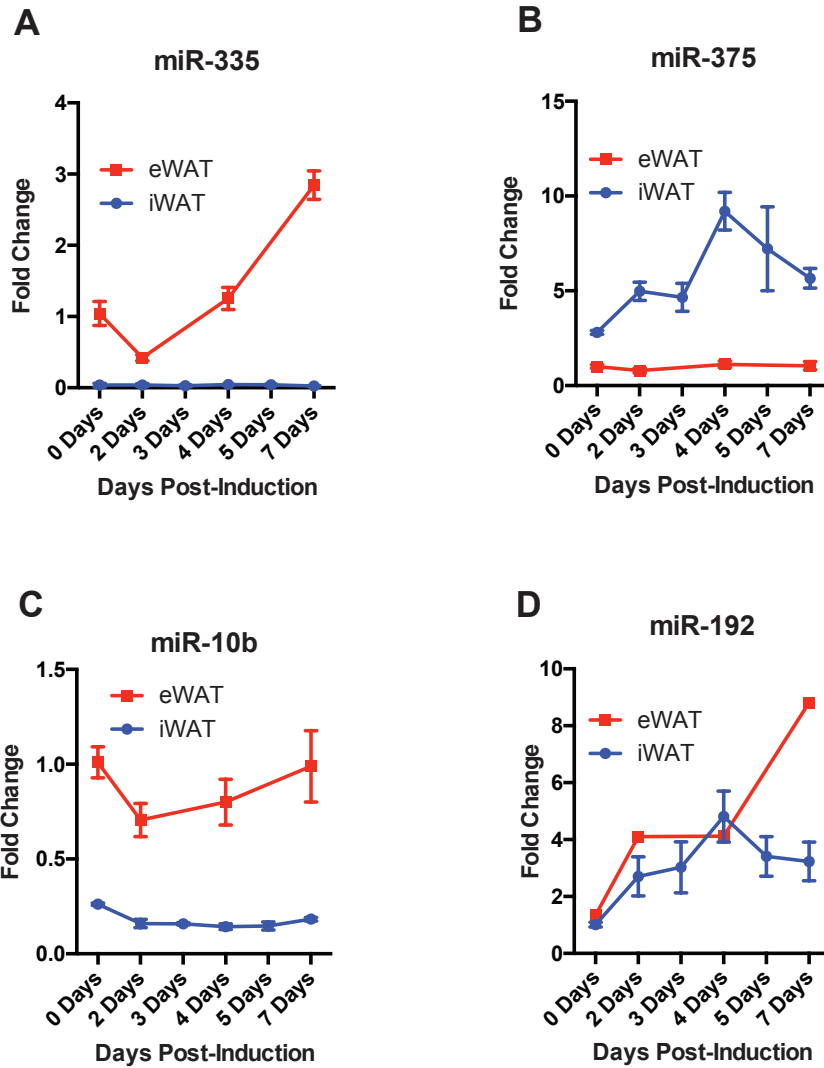 A
miR-335
4
3
2
1
0
Fold Change
eWAT
iWAT
0 Days
2 Days
3 Days
4 Days
5 Days
7 Days
Days Post-Induction
B
miR-375
15
10
5
0
Fold Change
eWAT
iWAT
0 Days
2 Days
3 Days
4 Days
5 Days
7 Days
Days Post-Induction
C
miR-10b
1.5
1.0
0.5
0.0
Fold Change
eWAT
iWAT
0 Days
2 Days
3 Days
4 Days
5 Days
7 Days
Days Post-Induction
D
miR-192
10
8
6
4
2
0
Fold Change
eWAT
iWAT
0 Days
2 Days
3 Days
4 Days
5 Days
7 Days
Days Post-Induction